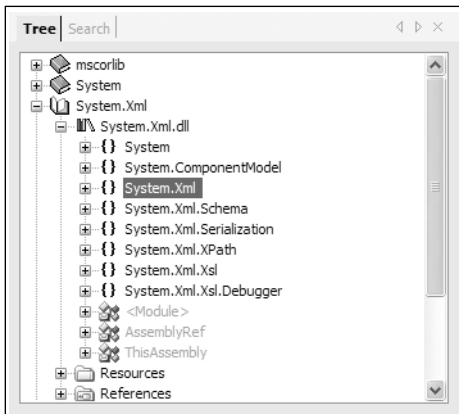 Tree Search
mscorlib
System
System.Xml
System.Xml.dll
{} System
{} System.ComponentModel
{} System.Xml
{} System.Xml.Schema
{} System.Xml.Serialization
{} System.Xml.XPath
{} System.Xml.Xsl
{} System.Xml.Xsl.Debugger
<Module>
AssemblyRef
ThisAssembly
Resources
References